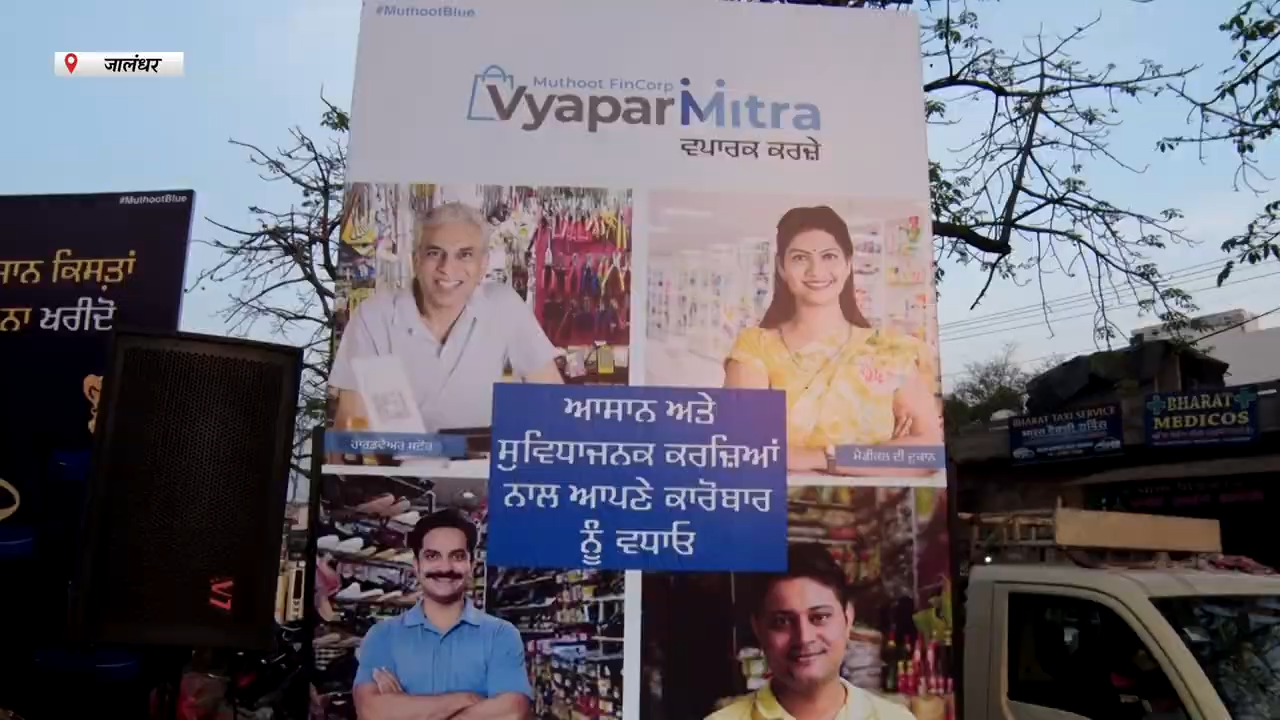 #MuthootBlue
जालंधर
Muthoot FinCorp
VyaparMitra
ਵਪਾਰਕ ਕਰਜ਼ੇ
#MuthootBlue
ਸਾਨ ਕਿਸ਼ਤਾਂ
ਨਾ ਖਰੀਦੋ
ਹਾਰਡਵੇਅਰ ਸਟੋਰ
ਮੈਡੀਕਲ ਦੀ ਦੁਕਾਨ
ਆਸਾਨ ਅਤੇ
ਸੁਵਿਧਾਜਨਕ ਕਰਜ਼ਿਆਂ
ਨਾਲ ਆਪਣੇ ਕਾਰੋਬਾਰ
ਨੂੰ ਵਧਾਓ
BHARAT TAXI SERVICE
BHARAT
MEDICOS
V7